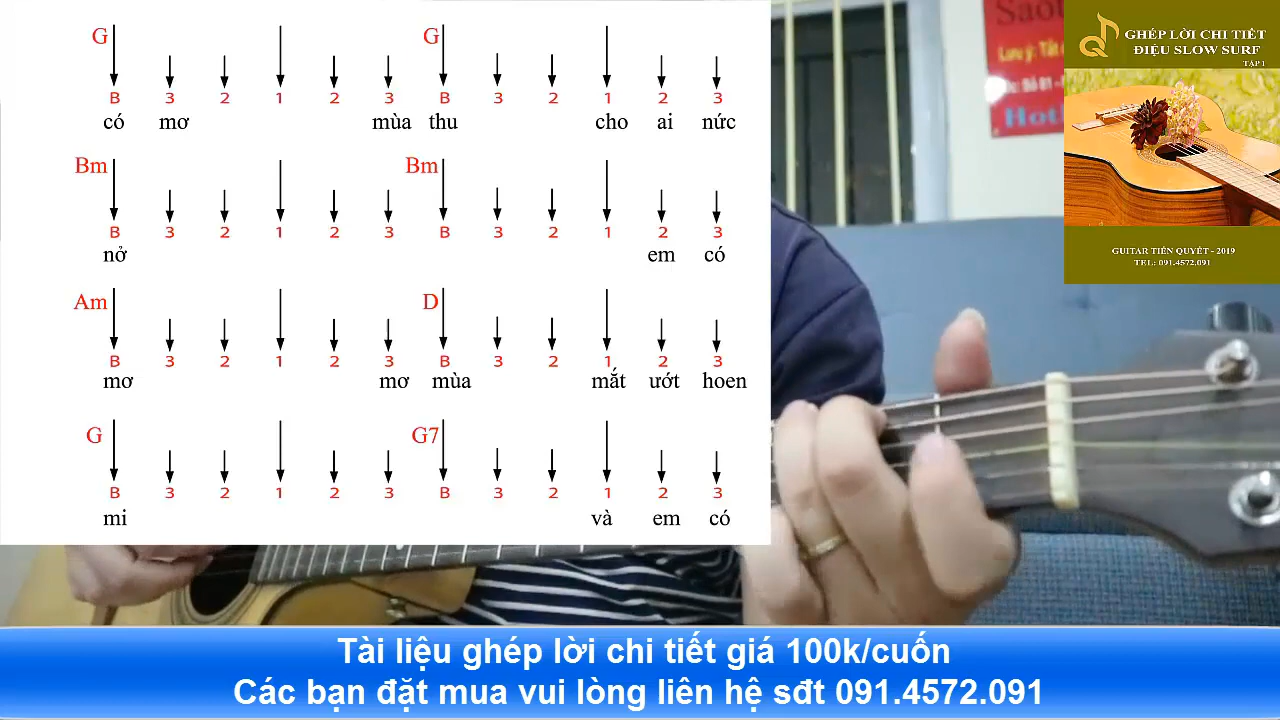 G G
B 3 2 1 2 3 B 3 2 1 2 3
có mơ mùa thu cho ai nức
Bm Bm
B 3 2 1 2 3 B 3 2 1 2 3
nở em có
Am D
B 3 2 1 2 3 B 3 2 1 2 3
mơ mơ mùa mắt ướt hoen
G G7
B 3 2 1 2 3 B 3 2 1 2 3
mi và em có
Saot
Lưu ý: Tất
Hot
GHÉP LỜI CHI TIẾT
ĐIỆU SLOW SURF
TẬP 1
GUITAR TIẾN QUYẾT - 2019
TEL: 091.4572.091
Tài liệu ghép lời chi tiết giá 100k/cuốn
Các bạn đặt mua vui lòng liên hệ sđt 091.4572.091